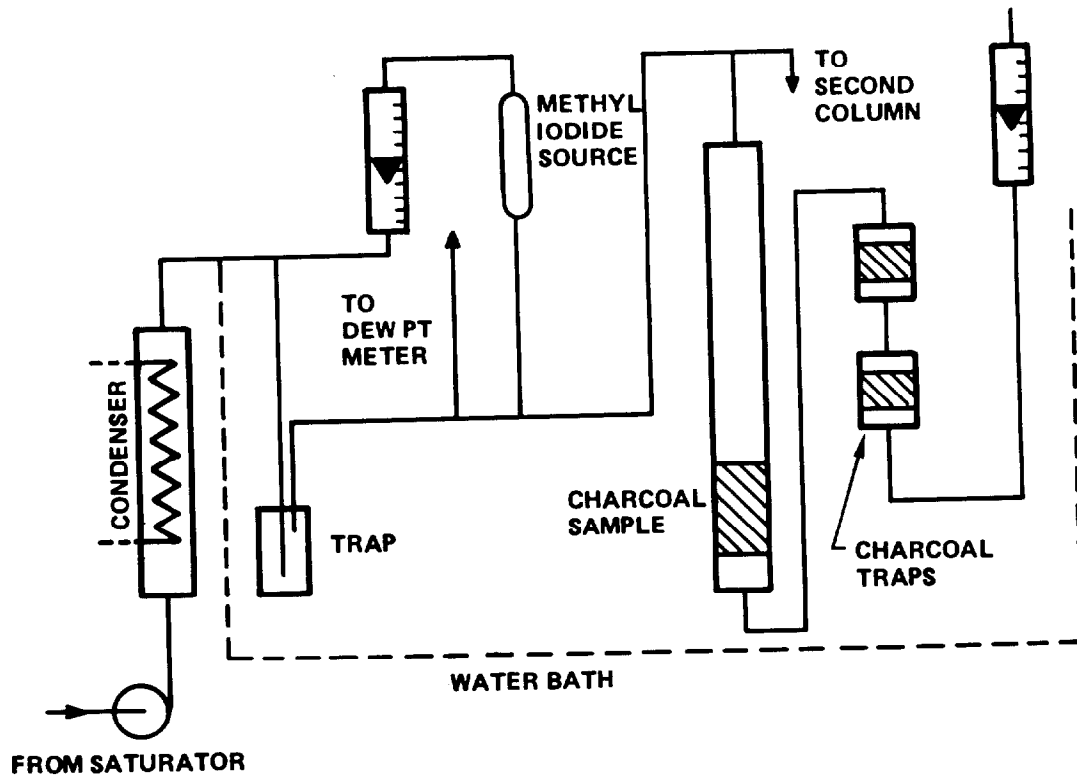 METHYL
IODIDE
SOURCE
TO
SECOND
COLUMN
TO
DEW PT
METER
CONDENSER
TRAP
CHARCOAL
SAMPLE
CHARCOAL
TRAPS
WATER BATH
FROM SATURATOR